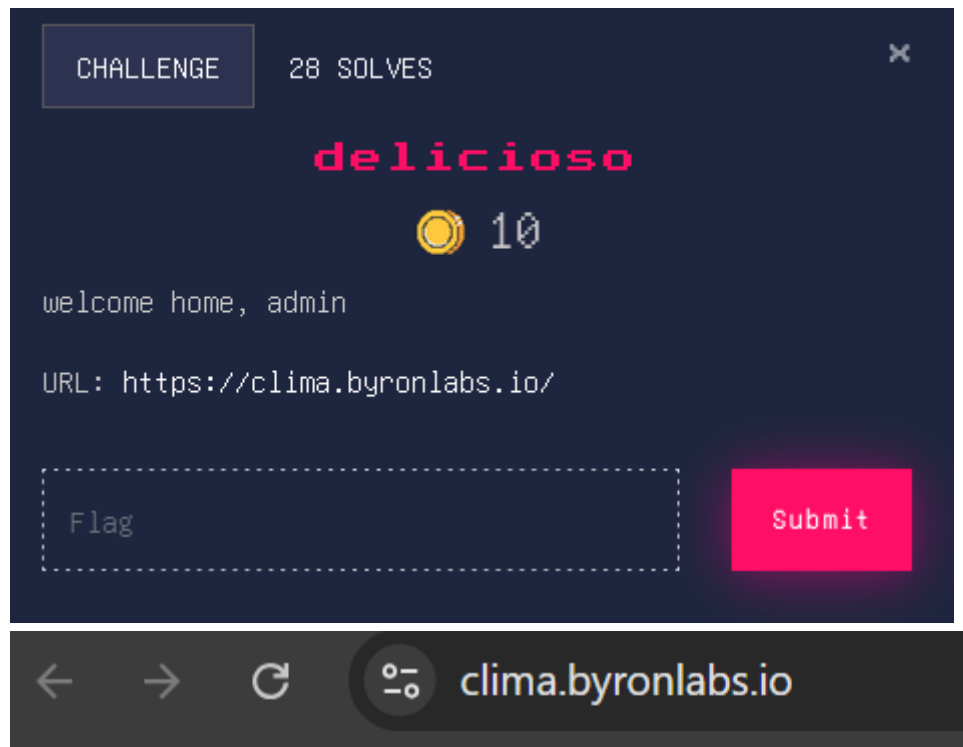 CHALLENGE 28 SOLVES ×
delicioso
10
welcome home, admin
URL: https://clima.byronlabs.io/
Flag
Submit
clima.byronlabs.io